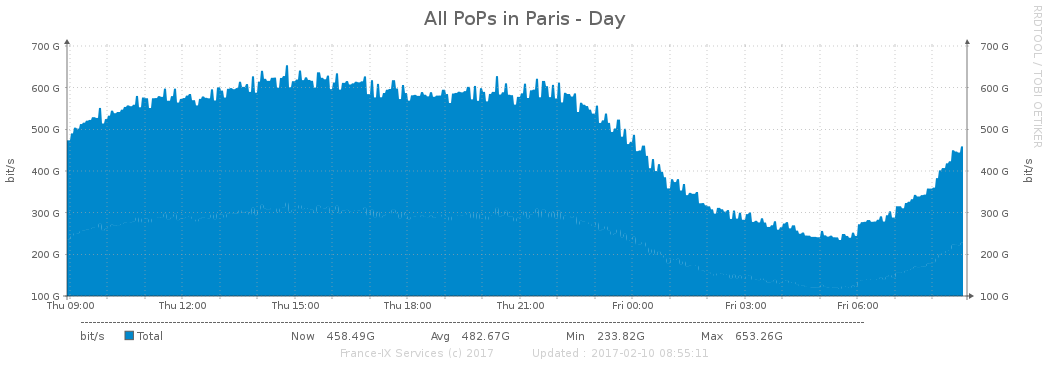 All PoPs in Paris - Day
RRDTOOL / TOBI OETIKER
700 G 700 G
600 G 600 G
500 G 500 G
400 G 400 G
300 G 300 G
200 G 200 G
100 G 100 G
bit/s bit/s
Thu 09:00 Thu 12:00 Thu 15:00 Thu 18:00 Thu 21:00 Fri 00:00 Fri 03:00 Fri 06:00
bit/s Total Now 458.49G Avg 482.67G Min 233.82G Max 653.26G
France-IX Services (c) 2017 Updated : 2017-02-10 08:55:11